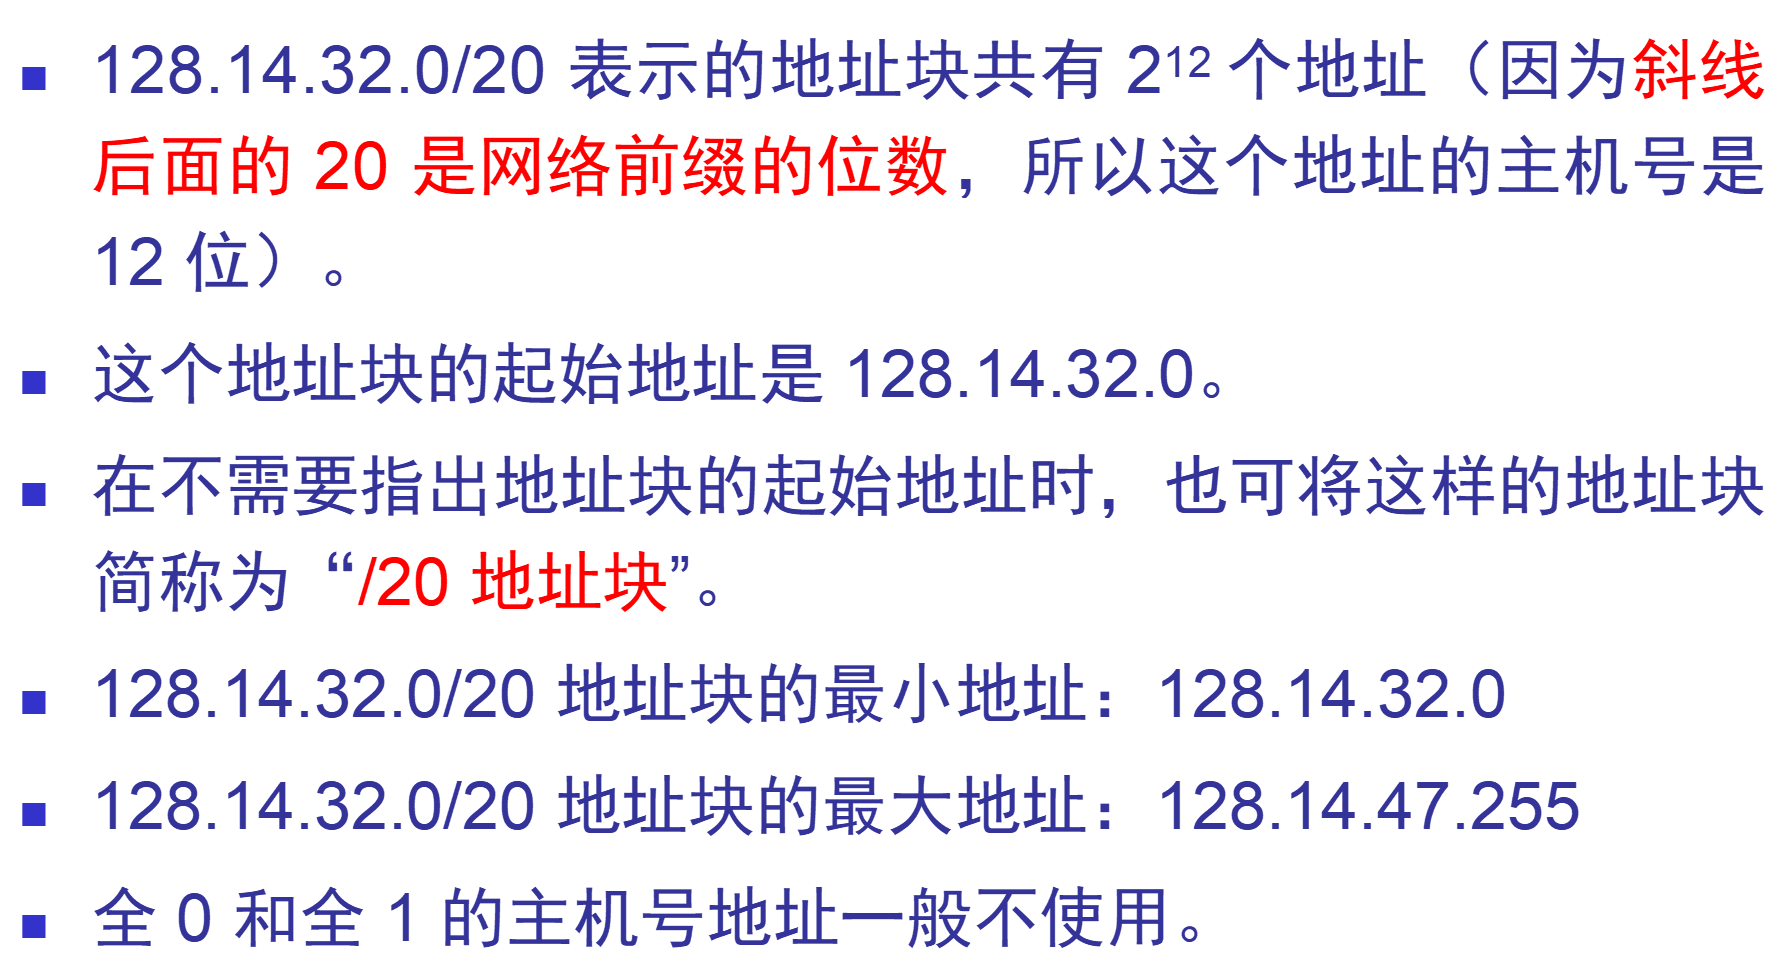 ■ 128.14.32.0/20 表示的地址块共有 2¹² 个地址（因为斜线
后面的 20 是网络前缀的位数，所以这个地址的主机号是
12 位）。
■ 这个地址块的起始地址是 128.14.32.0。
■ 在不需要指出地址块的起始地址时，也可将这样的地址块
简称为“/20 地址块”。
■ 128.14.32.0/20 地址块的最小地址：128.14.32.0
■ 128.14.32.0/20 地址块的最大地址：128.14.47.255
■ 全 0 和全 1 的主机号地址一般不使用。